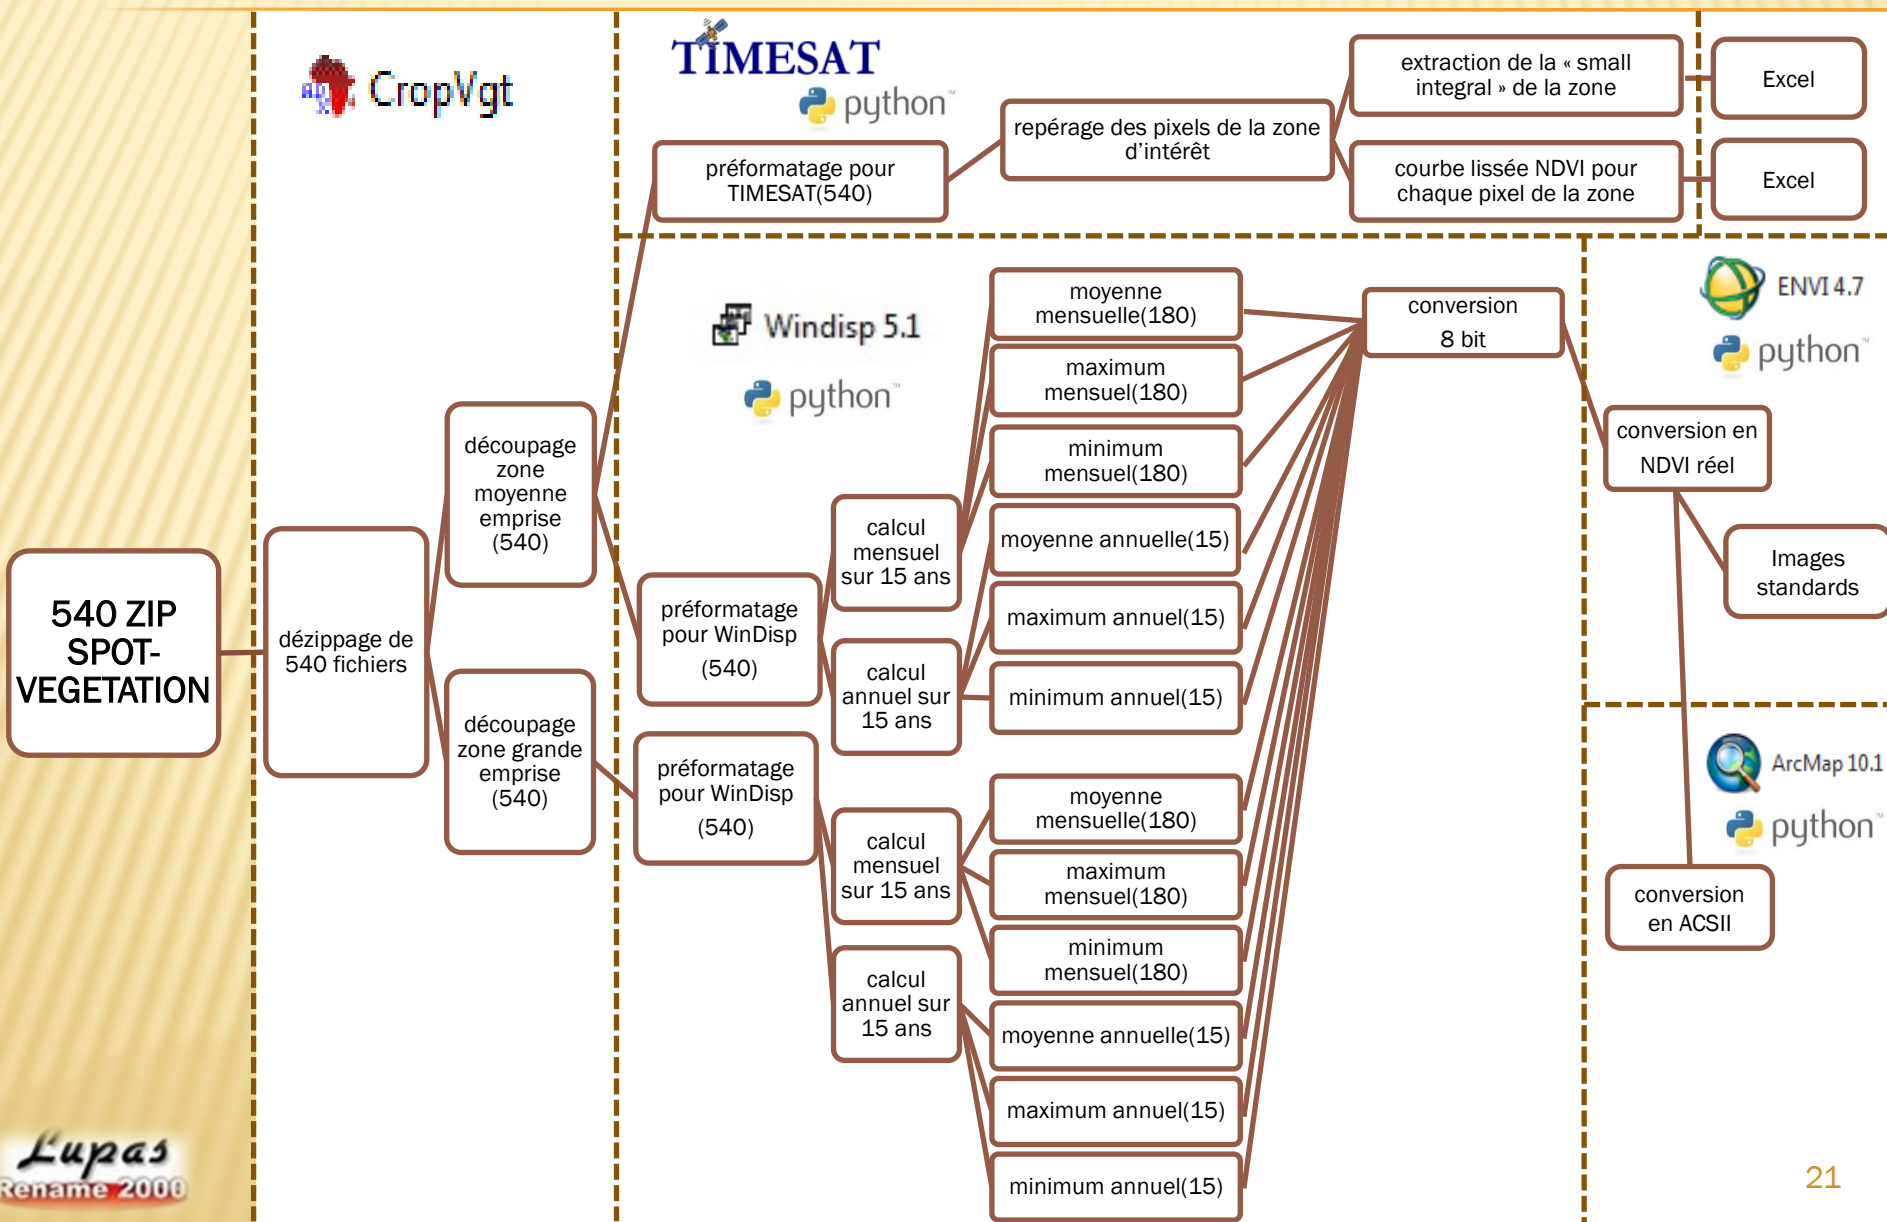 540 ZIP
SPOT-
VEGETATION
Lupas
Rename 2000
CropVgt
dézippage de
540 fichiers
découpage
zone
moyenne
emprise
(540)
découpage
zone grande
emprise
(540)
TIMESAT
python™
préformatage pour
TIMESAT(540)
repérage des pixels de la zone
d'intérêt
extraction de la « small
integral » de la zone
courbe lissée NDVI pour
chaque pixel de la zone
Excel
Excel
Windisp 5.1
python™
préformatage
pour WinDisp
(540)
préformatage
pour WinDisp
(540)
calcul
mensuel
sur 15 ans
calcul
annuel sur
15 ans
calcul
mensuel
sur 15 ans
calcul
annuel sur
15 ans
moyenne
mensuelle(180)
maximum
mensuel(180)
minimum
mensuel(180)
moyenne annuelle(15)
maximum annuel(15)
minimum annuel(15)
moyenne
mensuelle(180)
maximum
mensuel(180)
minimum
mensuel(180)
moyenne annuelle(15)
maximum annuel(15)
minimum annuel(15)
conversion
8 bit
ENVI 4.7
python™
conversion en
NDVI réel
Images
standards
ArcMap 10.1
python™
conversion
en ACSII
21